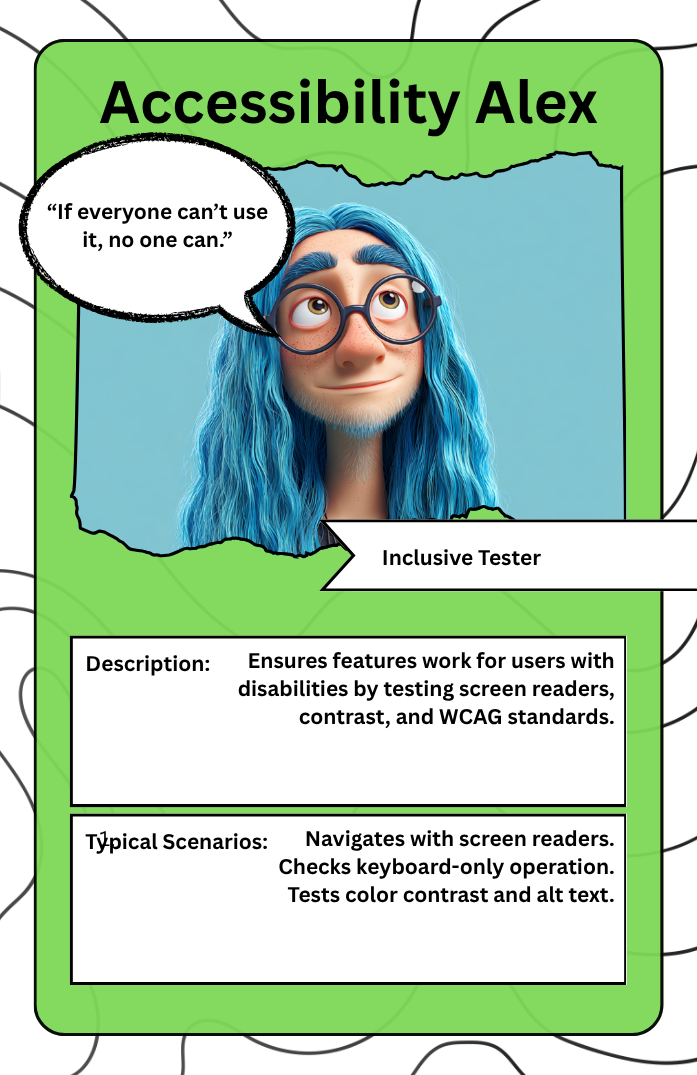 Accessibility Alex
“If everyone can’t use
it, no one can.”
Inclusive Tester
Description:
Ensures features work for users with
disabilities by testing screen readers,
contrast, and WCAG standards.
1
Typical Scenarios:
Navigates with screen readers.
Checks keyboard-only operation.
Tests color contrast and alt text.